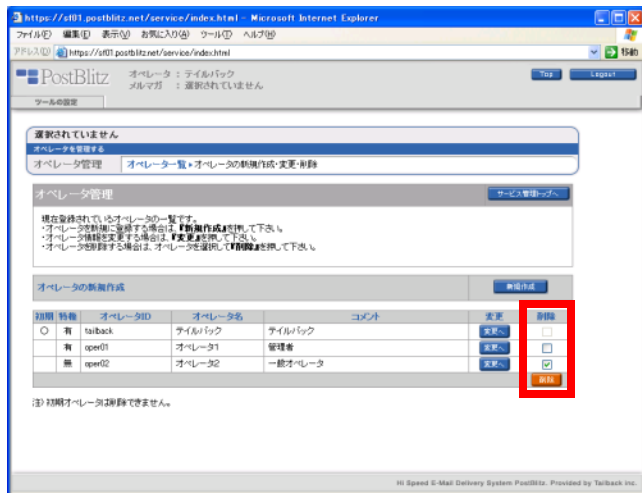 https://sf01.postblitz.net/service/index.html - Microsoft Internet Explorer
ファイル(F) 編集(E) 表示(V) お気に入り(A) ツール(T) ヘルプ(H)
アドレス(D) https://sf01.postblitz.net/service/index.html 移動
PostBlitz
オペレータ : テイルバック
メルマガ : 選択されていません
Top Logout
ツールの設定
選択されていません
オペレータを管理する
オペレータ管理 オペレータ一覧 オペレータの新規作成・変更・削除
オペレータ管理 サービス管理トップへ
現在登録されているオペレータの一覧です。
・オペレータを新規に登録する場合は、『新規作成』を押して下さい。
・オペレータ情報を変更する場合は、『変更』を押して下さい。
・オペレータを削除する場合は、オペレータを選択して『削除』を押して下さい。
オペレータの新規作成 新規作成
初期 特権 オペレータID オペレータ名 コメント 変更 削除
○ 有 tailback テイルバック テイルバック 変更へ
有 oper01 オペレータ1 管理者 変更へ
無 oper02 オペレータ2 一般オペレータ 変更へ
削除
注) 初期オペレータは削除できません。
Hi Speed E-Mail Delivery System PostBlitz. Provided by Tailback Inc.